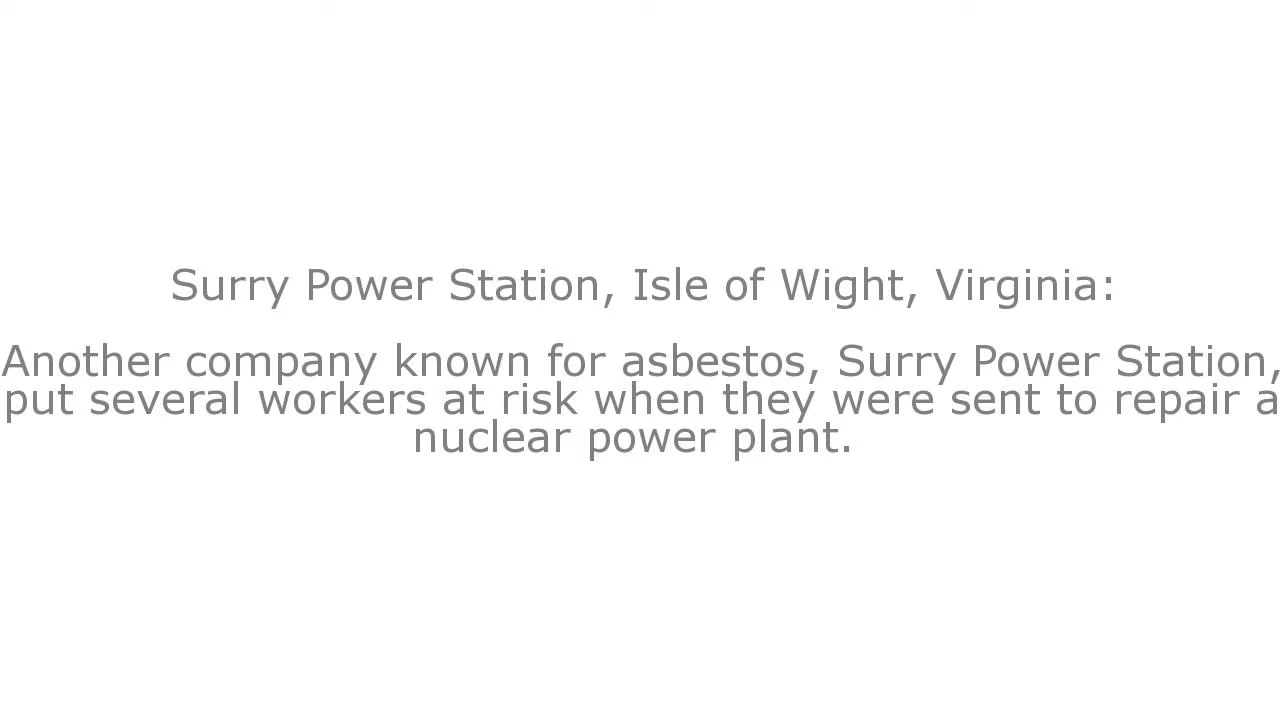 Surry Power Station, Isle of Wight, Virginia:
Another company known for asbestos, Surry Power Station,
put several workers at risk when they were sent to repair a
nuclear power plant.